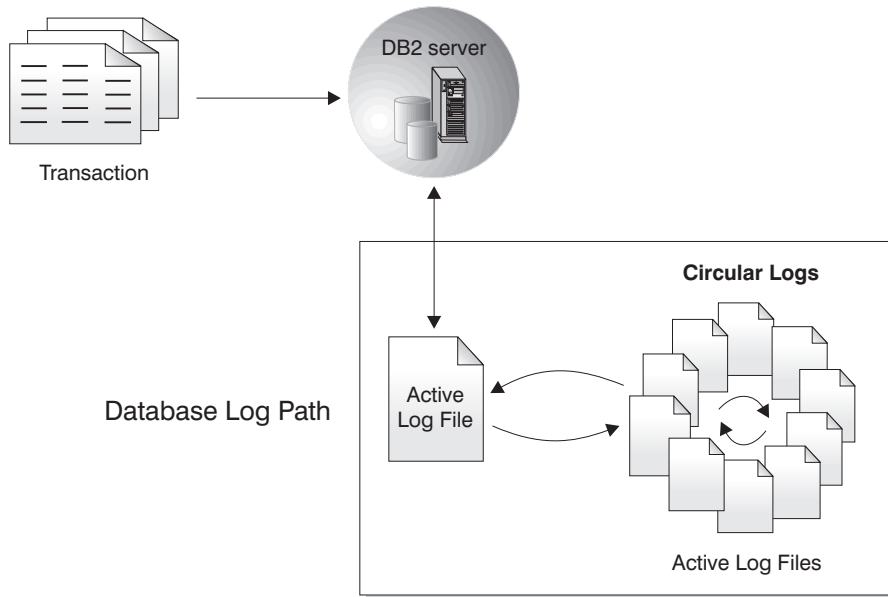 DB2 server
Transaction
Circular Logs
Active
Log File
Database Log Path
Active Log Files